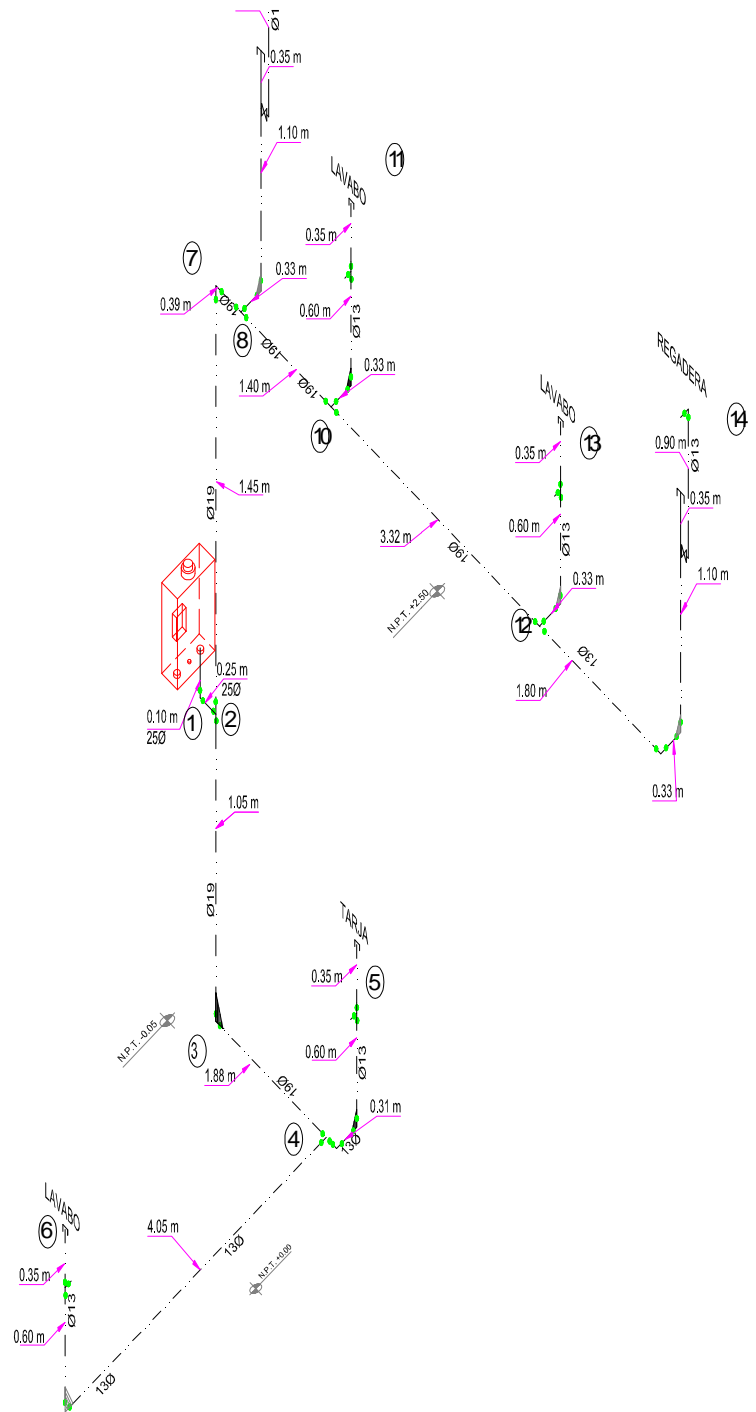 Ø1
0.35 m
1.10 m
11
LAVABO
0.35 m
7
0.33 m
0.39 m
19Ø
0.60 m
Ø13
8
19Ø
REGADERA
1.40 m
19Ø
0.33 m
LAVABO
14
10
13
0.35 m
0.90 m
Ø13
1.45 m
Ø19
0.35 m
0.60 m
3.32 m
19Ø
Ø13
0.33 m
1.10 m
N.P.T. +2.50
12
13Ø
0.25 m
25Ø
1.80 m
0.10 m
25Ø
1
2
0.33 m
1.05 m
Ø19
TARJA
0.35 m
5
N.P.T. -0.05
3
0.60 m
Ø13
1.88 m
19Ø
0.31 m
4
13Ø
LAVABO
6
4.05 m
13Ø
0.35 m
N.P.T. +0.00
Ø13
0.60 m
13Ø